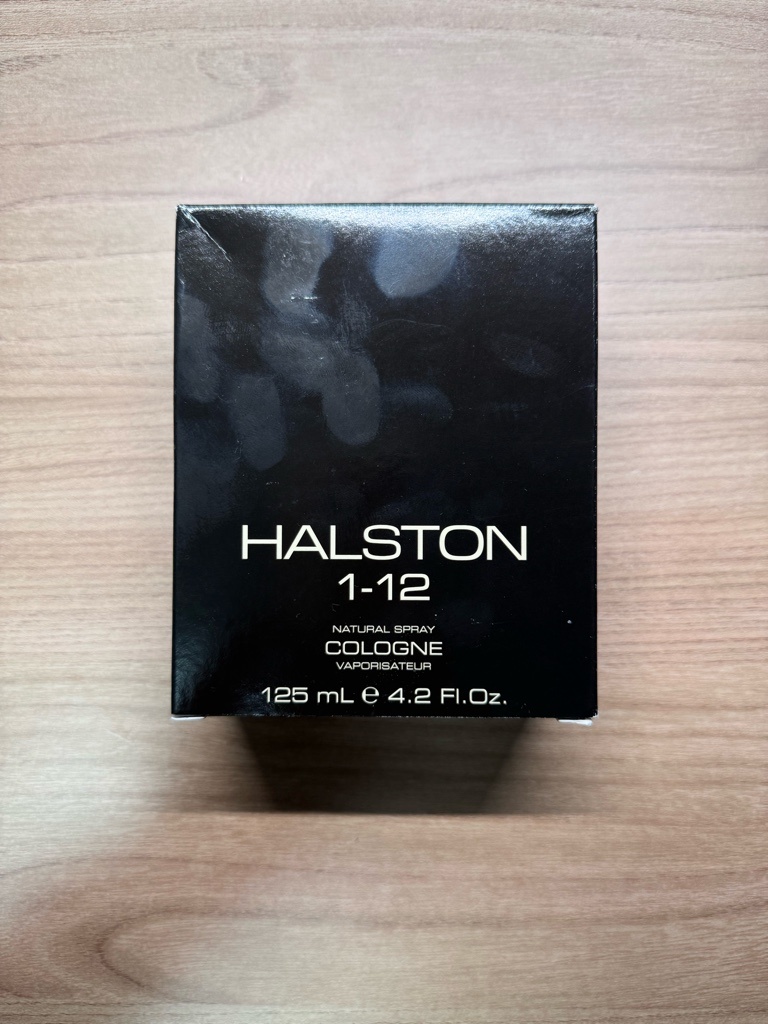 HALSTON
1-12
NATURAL SPRAY
COLOGNE
VAPORISATEUR
125 mL ℮ 4.2 Fl.Oz.